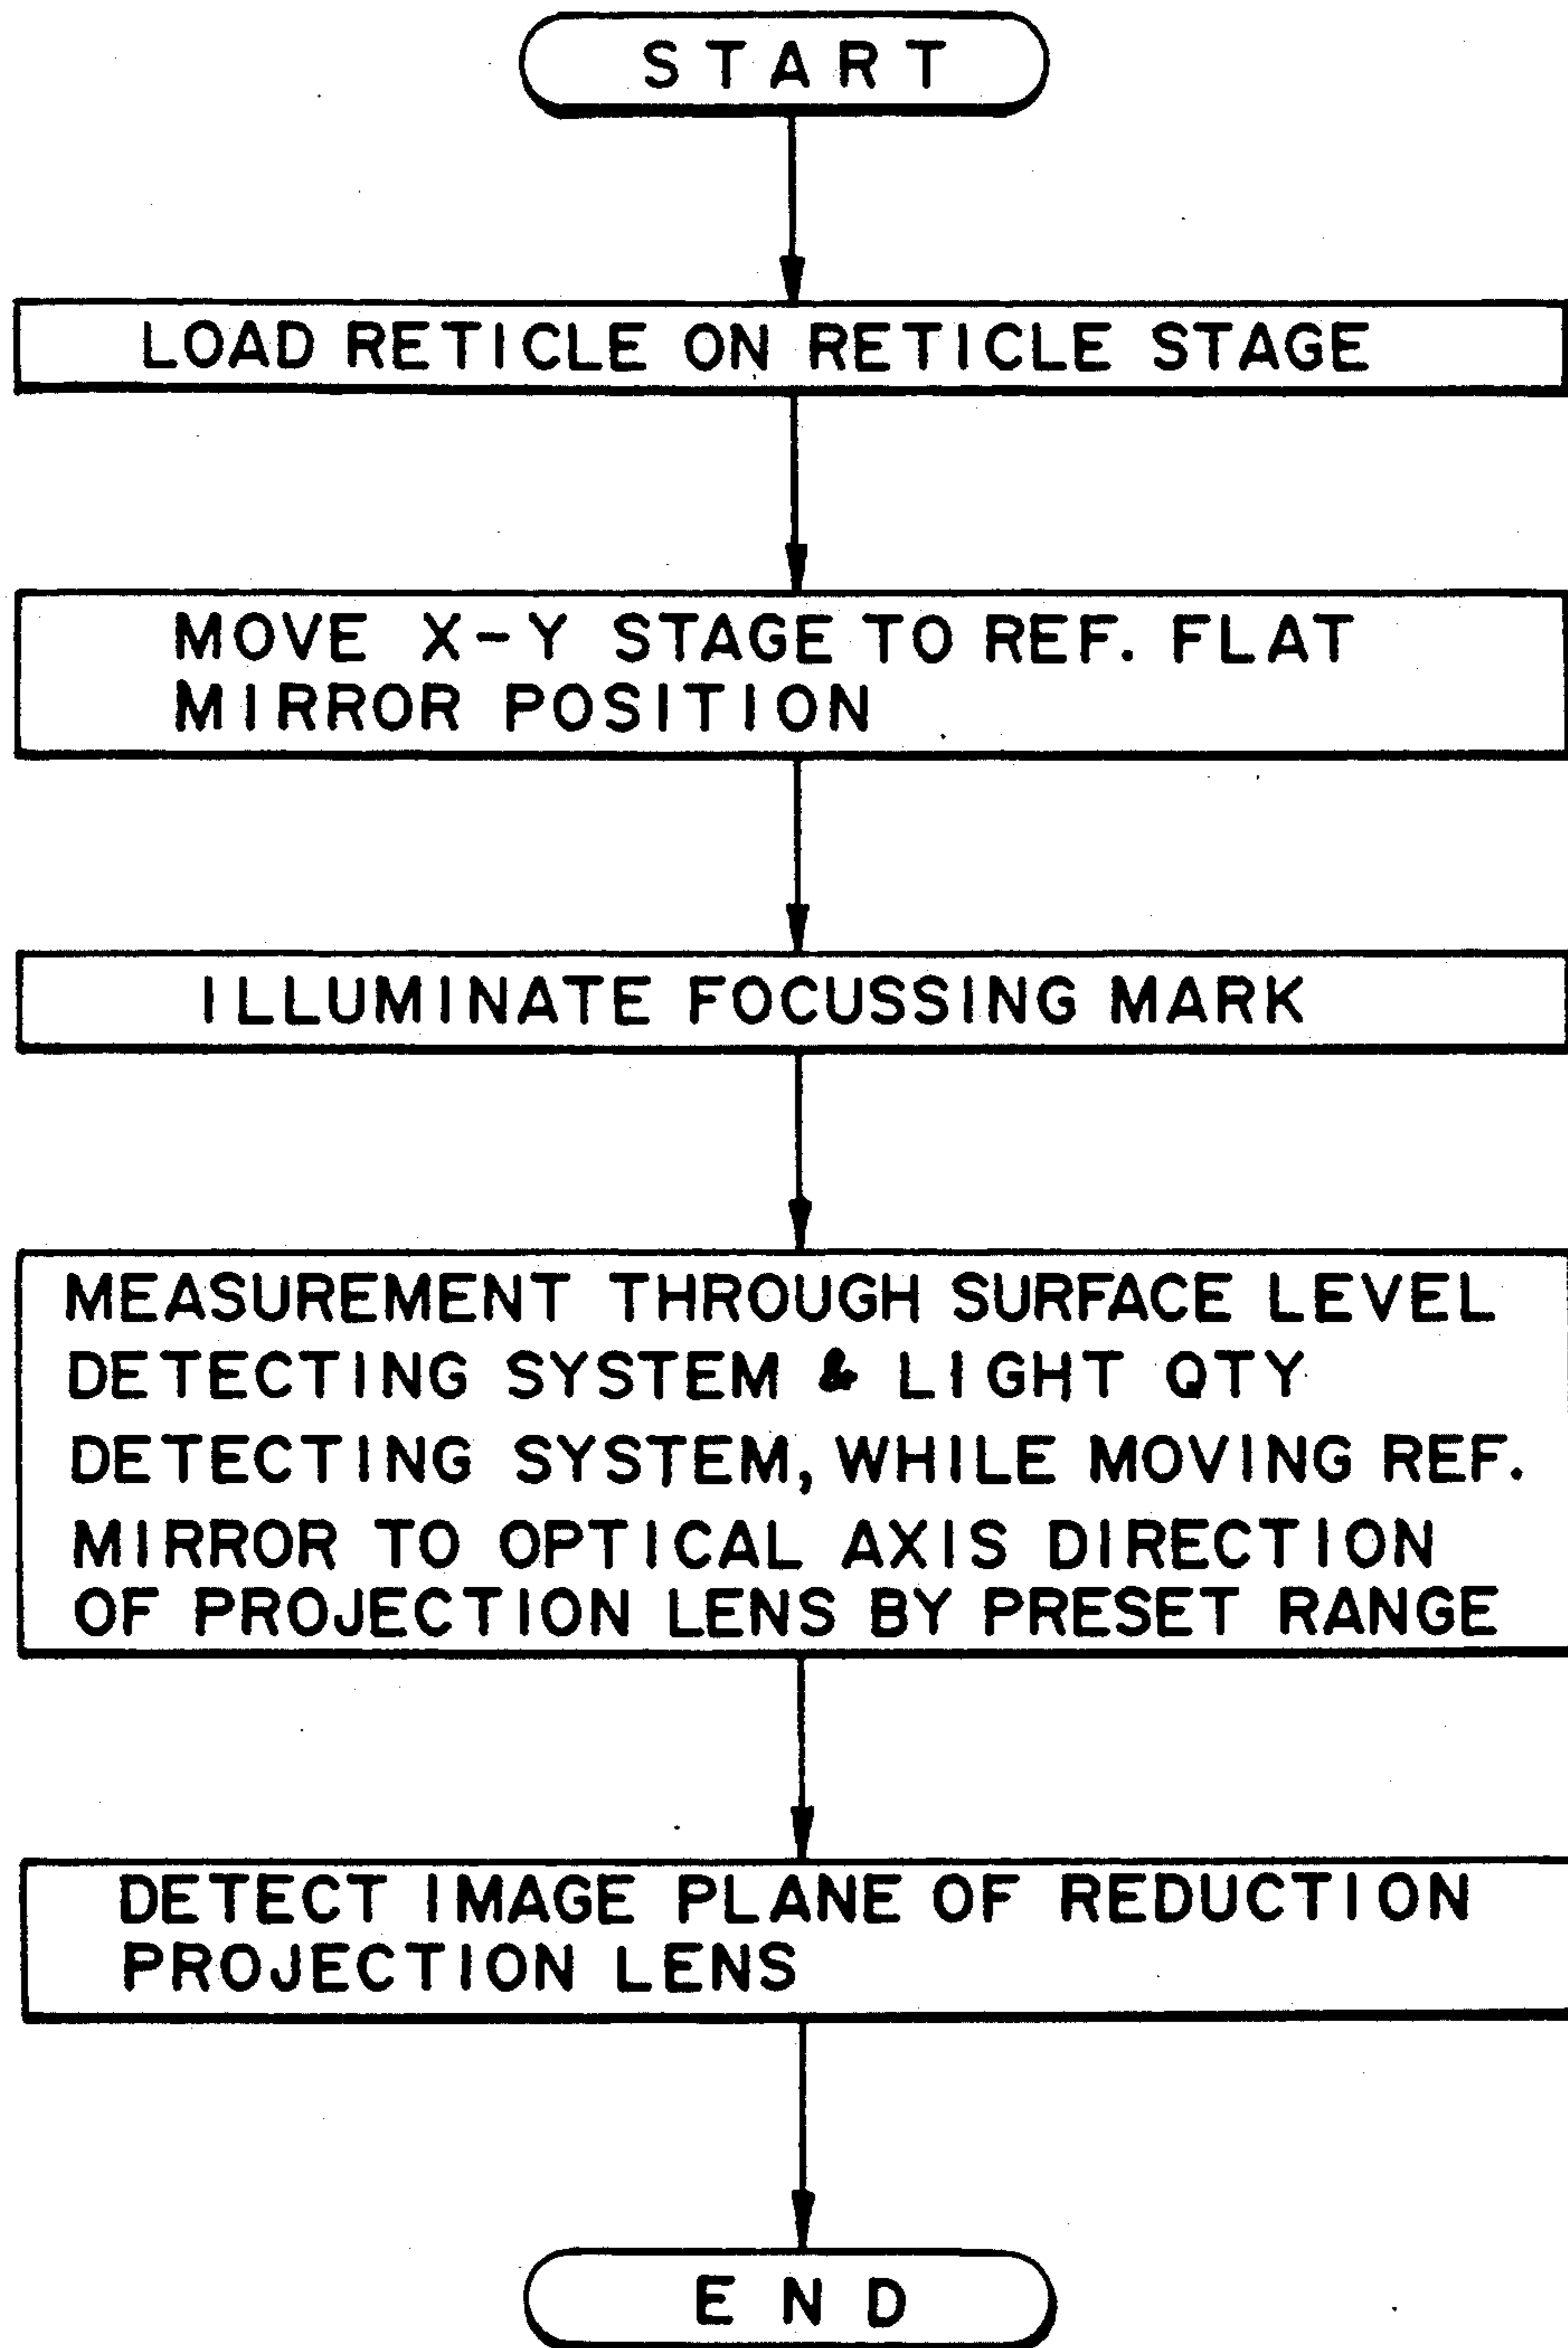 START
LOAD RETICLE ON RETICLE STAGE
MOVE X-Y STAGE TO REF. FLAT
MIRROR POSITION
ILLUMINATE FOCUSSING MARK
MEASUREMENT THROUGH SURFACE LEVEL
DETECTING SYSTEM & LIGHT QTY
DETECTING SYSTEM, WHILE MOVING REF.
MIRROR TO OPTICAL AXIS DIRECTION
OF PROJECTION LENS BY PRESET RANGE
DETECT IMAGE PLANE OF REDUCTION
PROJECTION LENS
END